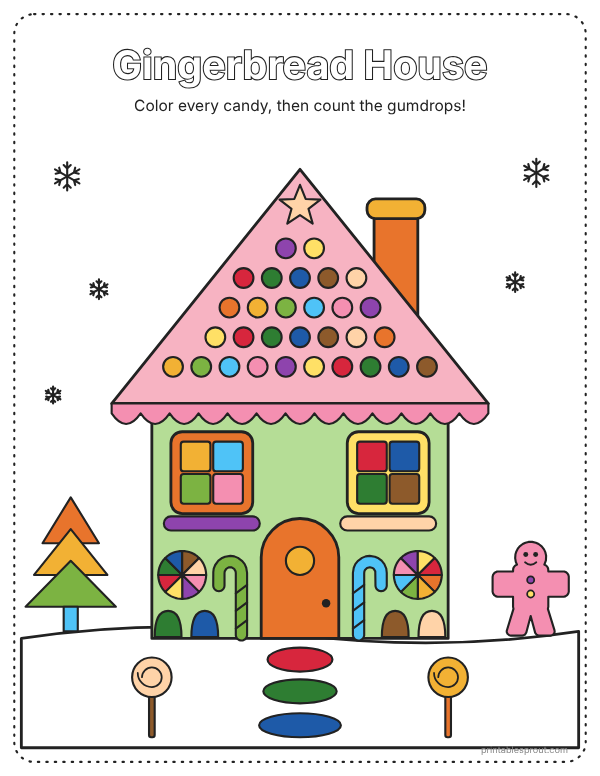 Gingerbread House
Color every candy, then count the gumdrops!
printablesprout.com